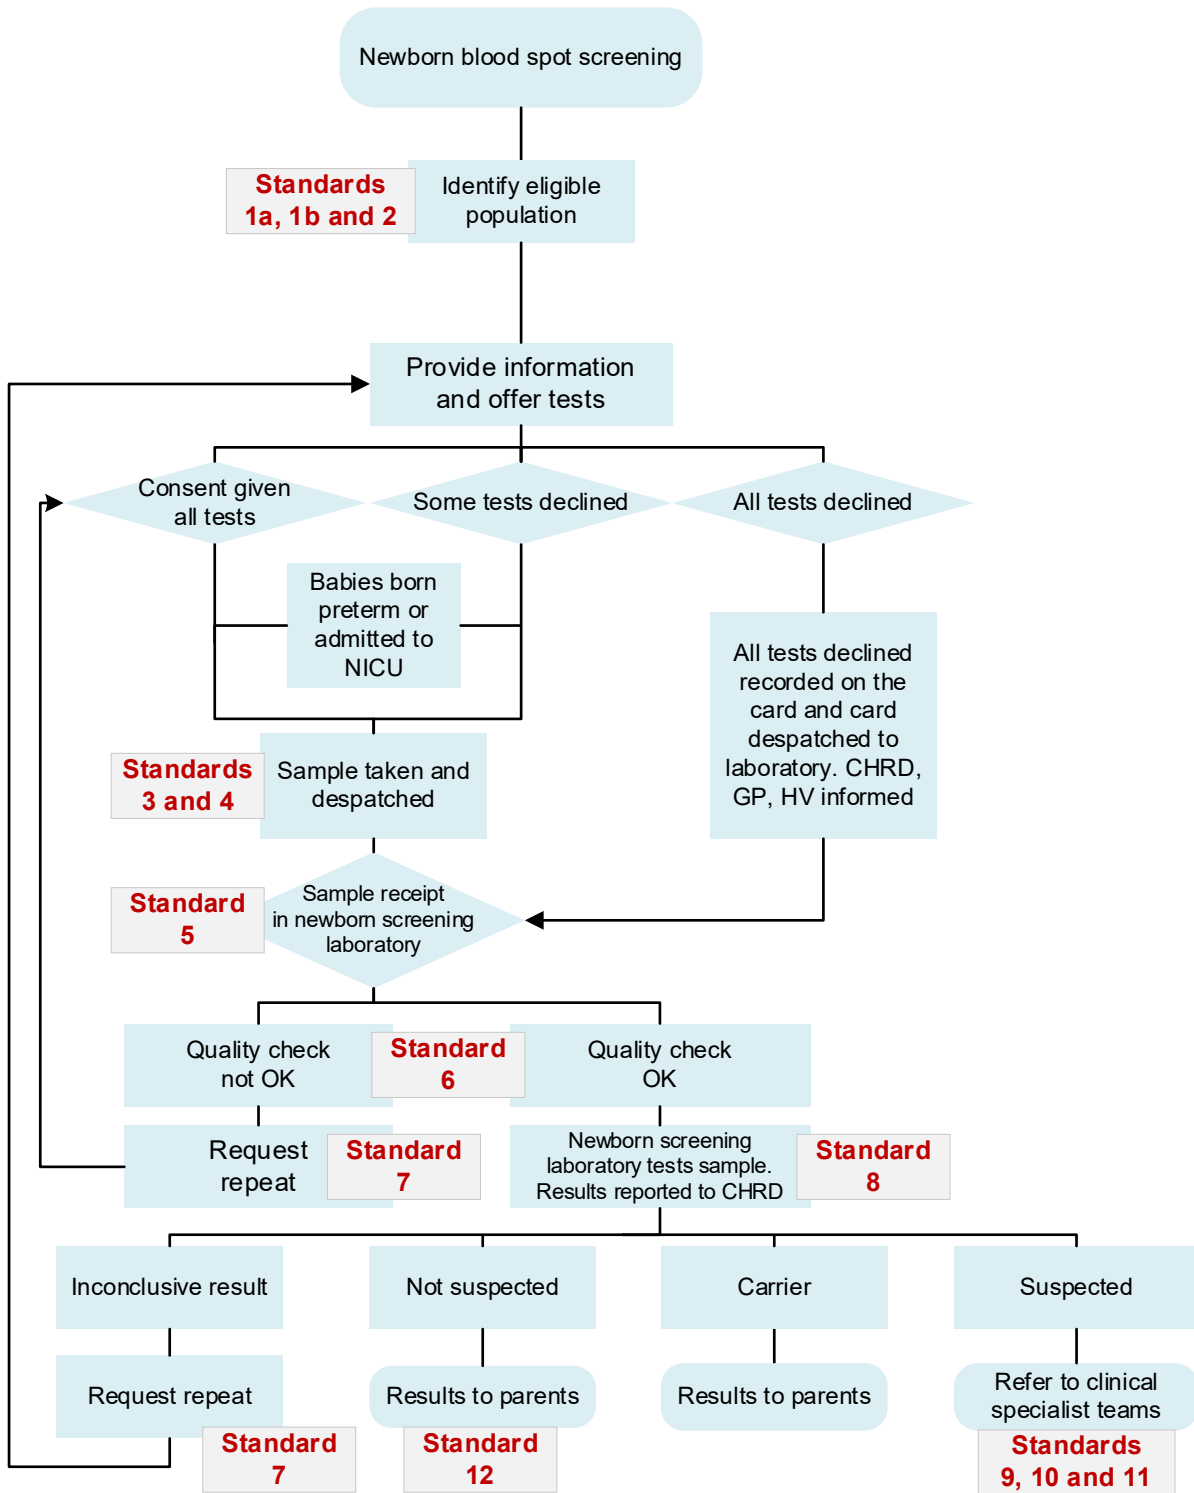 Newborn blood spot screening
Standards
1a, 1b and 2
Identify eligible
population
Provide information
and offer tests
Consent given
all tests
Some tests declined
All tests declined
Babies born
preterm or
admitted to
NICU
All tests declined
recorded on the
card and card
despatched to
laboratory. CHRD,
GP, HV informed
Standards
3 and 4
Sample taken and
despatched
Standard
5
Sample receipt
in newborn screening
laboratory
Quality check
not OK
Standard
6
Quality check
OK
Request
repeat
Standard
7
Newborn screening
laboratory tests sample.
Results reported to CHRD
Standard
8
Inconclusive result
Not suspected
Carrier
Suspected
Request repeat
Results to parents
Results to parents
Refer to clinical
specialist teams
Standard
7
Standard
12
Standards
9, 10 and 11